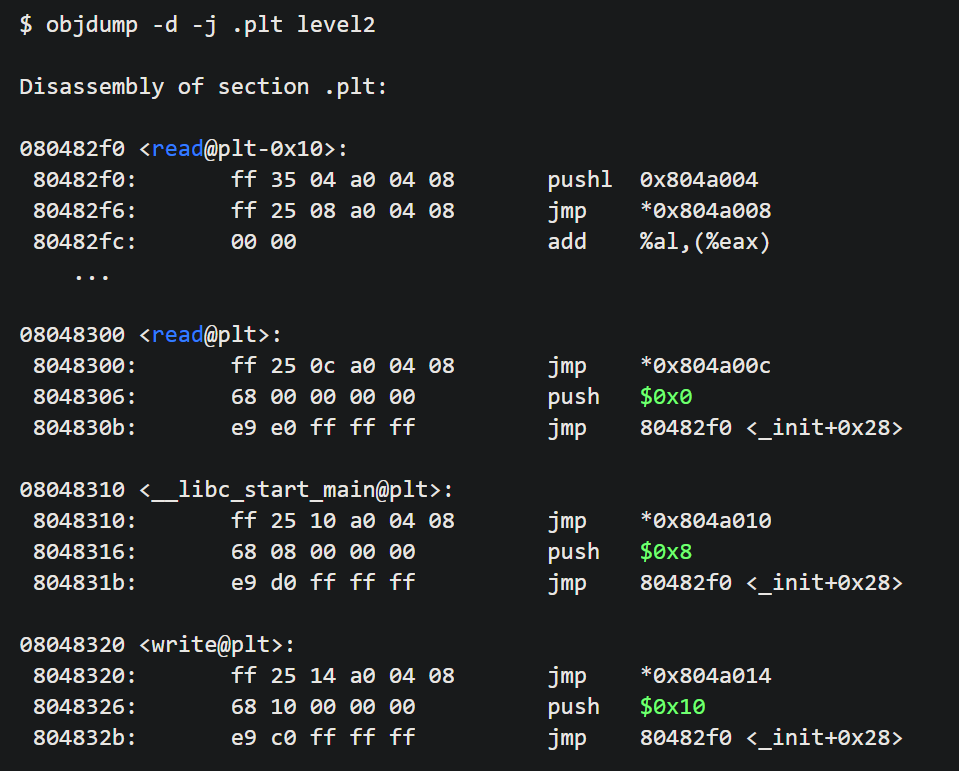 $ objdump -d -j .plt level2
Disassembly of section .plt:
080482f0 <read@plt-0x10>:
80482f0: ff 35 04 a0 04 08 pushl 0x804a004
80482f6: ff 25 08 a0 04 08 jmp *0x804a008
80482fc: 00 00 add %al,(%eax)
...
08048300 <read@plt>:
8048300: ff 25 0c a0 04 08 jmp *0x804a00c
8048306: 68 00 00 00 00 push $0x0
804830b: e9 e0 ff ff ff jmp 80482f0 <_init+0x28>
08048310 <__libc_start_main@plt>:
8048310: ff 25 10 a0 04 08 jmp *0x804a010
8048316: 68 08 00 00 00 push $0x8
804831b: e9 d0 ff ff ff jmp 80482f0 <_init+0x28>
08048320 <write@plt>:
8048320: ff 25 14 a0 04 08 jmp *0x804a014
8048326: 68 10 00 00 00 push $0x10
804832b: e9 c0 ff ff ff jmp 80482f0 <_init+0x28>